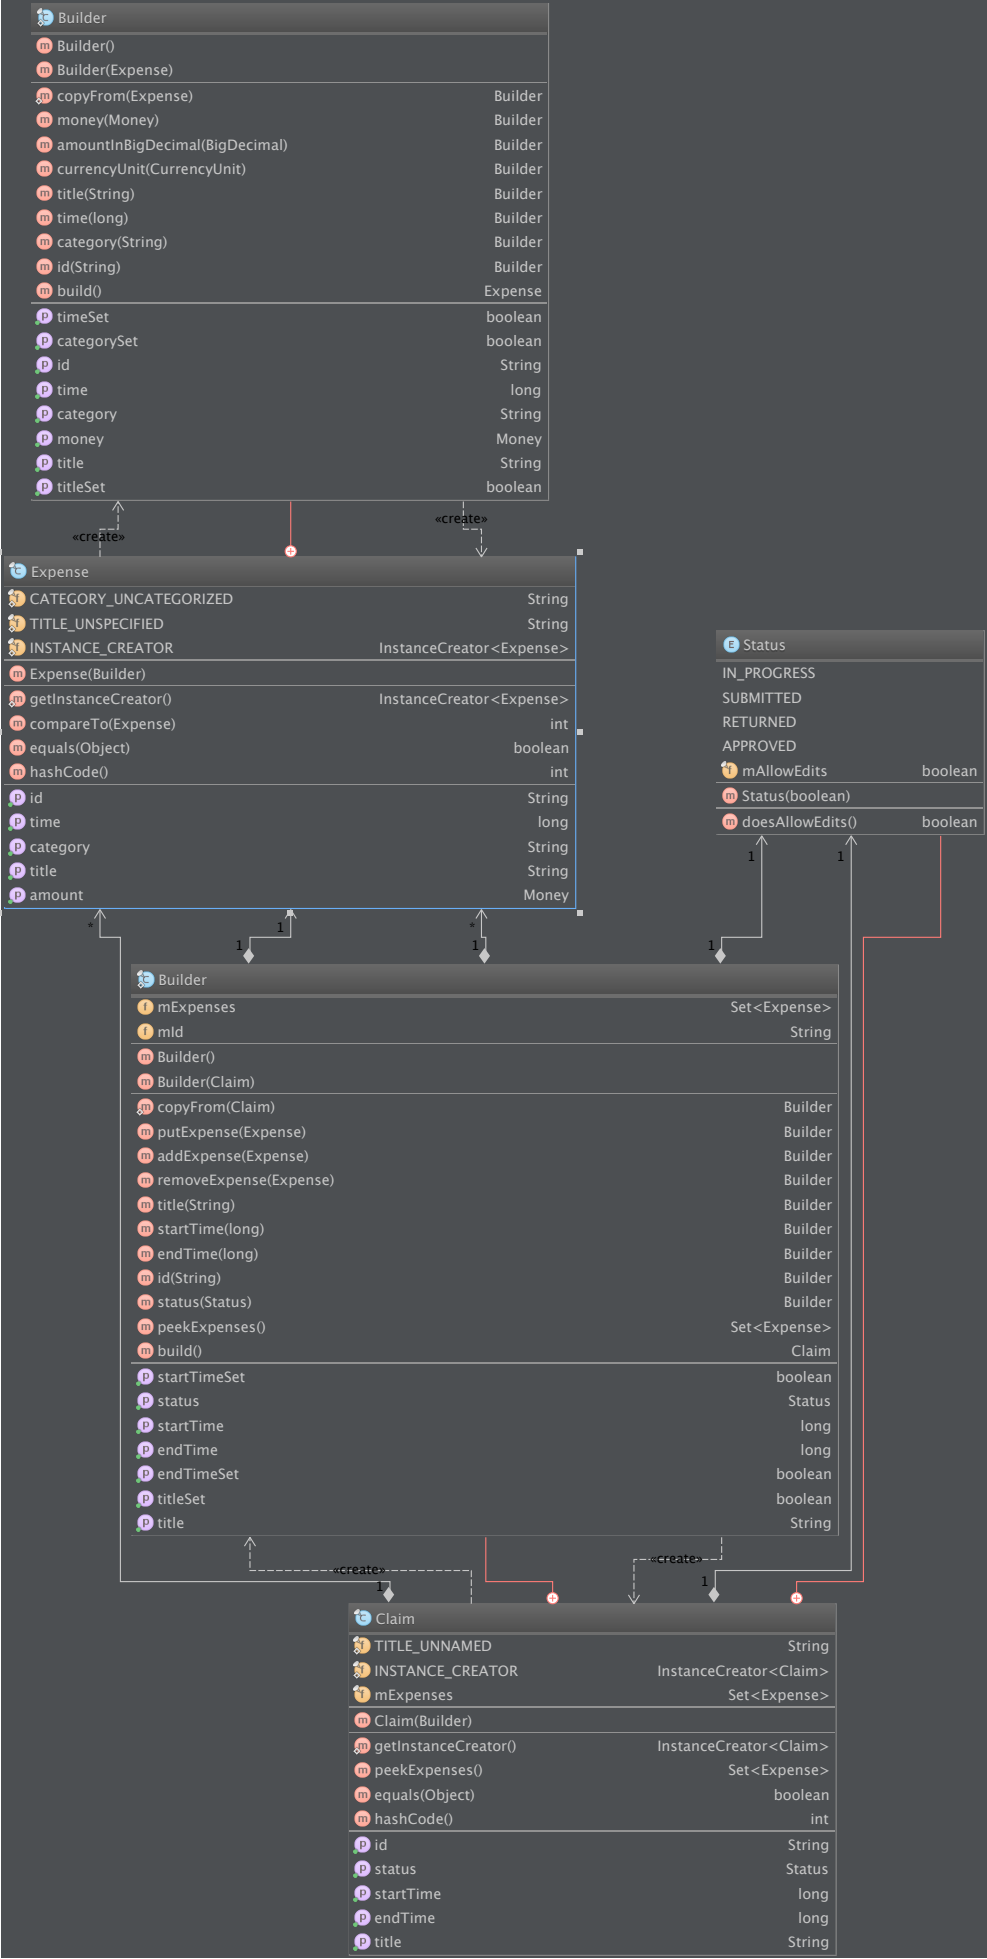 Builder
Builder()
Builder(Expense)
copyFrom(Expense) Builder
money(Money) Builder
amountInBigDecimal(BigDecimal) Builder
currencyUnit(CurrencyUnit) Builder
title(String) Builder
time(long) Builder
category(String) Builder
id(String) Builder
build() Expense
timeSet boolean
categorySet boolean
id String
time long
category String
money Money
title String
titleSet boolean
«create»
«create»
Expense
CATEGORY_UNCATEGORIZED String
TITLE_UNSPECIFIED String
INSTANCE_CREATOR InstanceCreator<Expense>
Expense(Builder)
getInstanceCreator() InstanceCreator<Expense>
compareTo(Expense) int
equals(Object) boolean
hashCode() int
id String
time long
category String
title String
amount Money
Status
IN_PROGRESS
SUBMITTED
RETURNED
APPROVED
mAllowEdits boolean
Status(boolean)
doesAllowEdits() boolean
1 1
* 1 *
1 1 1
Builder
mExpenses Set<Expense>
mId String
Builder()
Builder(Claim)
copyFrom(Claim) Builder
putExpense(Expense) Builder
addExpense(Expense) Builder
removeExpense(Expense) Builder
title(String) Builder
startTime(long) Builder
endTime(long) Builder
id(String) Builder
status(Status) Builder
peekExpenses() Set<Expense>
build() Claim
startTimeSet boolean
status Status
startTime long
endTime long
endTimeSet boolean
titleSet boolean
title String
«create»
«create»
1 1
Claim
TITLE_UNNAMED String
INSTANCE_CREATOR InstanceCreator<Claim>
mExpenses Set<Expense>
Claim(Builder)
getInstanceCreator() InstanceCreator<Claim>
peekExpenses() Set<Expense>
equals(Object) boolean
hashCode() int
id String
status Status
startTime long
endTime long
title String